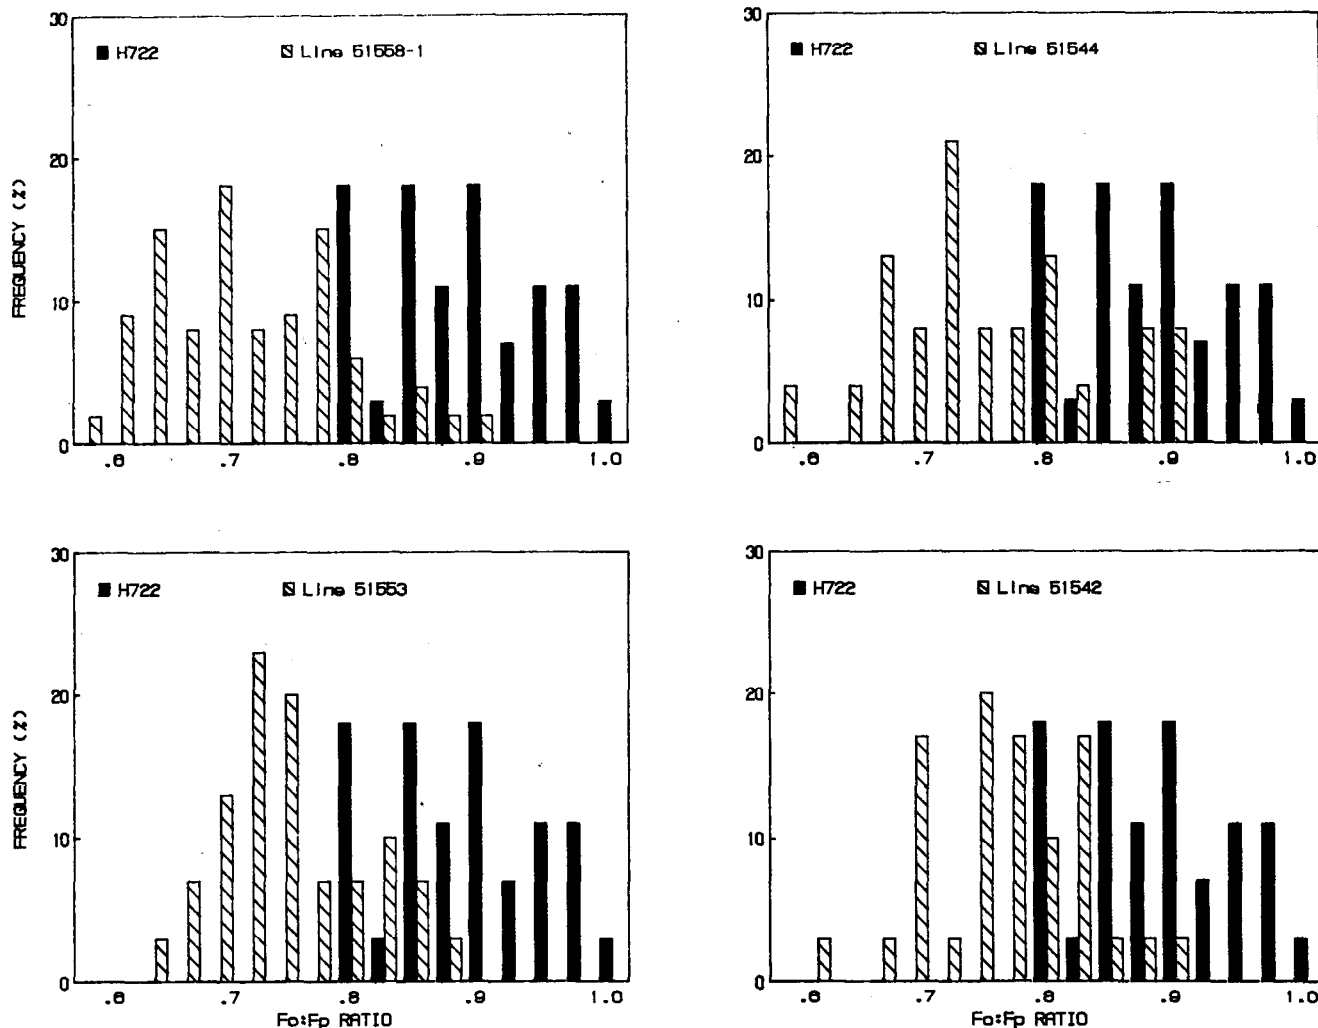 30
H722 Line 51558-1
20
FREQUENCY (%)
10
0
.6 .7 .8 .9 1.0
30
H722 Line 51544
20
10
0
.6 .7 .8 .9 1.0
30
H722 Line 51553
20
FREQUENCY (%)
10
0
.6 .7 .8 .9 1.0
Fo:Fp RATIO
30
H722 Line 51542
20
10
0
.6 .7 .8 .9 1.0
Fo:Fp RATIO